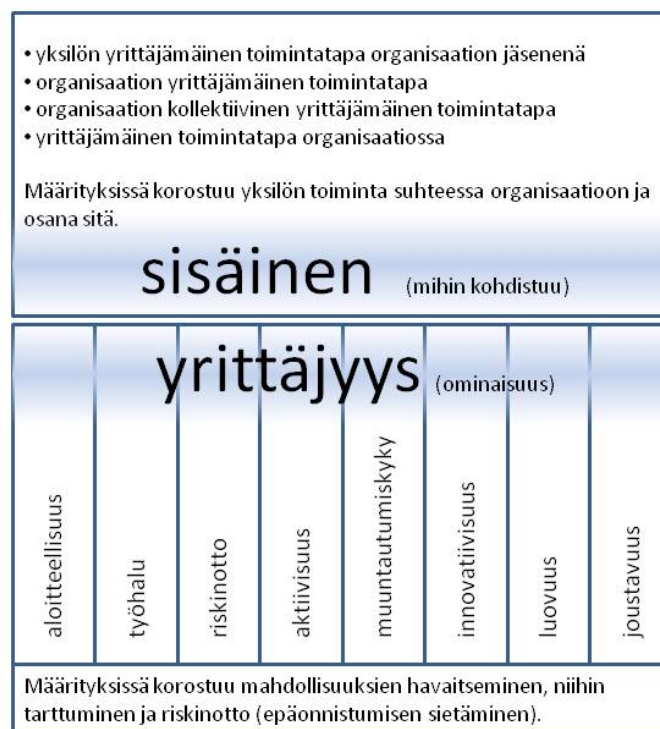 • yksilön yrittäjämäinen toimintatapa organisaation jäsenenä
• organisaation yrittäjämäinen toimintatapa
• organisaation kollektiivinen yrittäjämäinen toimintatapa
• yrittäjämäinen toimintatapa organisaatiossa
Määrityksissä korostuu yksilön toiminta suhteessa organisaatioon ja
osana sitä.
sisäinen (mihin kohdistuu)
yrittäjyys (ominaisuus)
aloitteellisuus
työhalu
riskinotto
aktiivisuus
muuntautumiskyky
innovatiivisuus
luovuus
joustavuus
Määrityksissä korostuu mahdollisuuksien havaitseminen, niihin
tarttuminen ja riskinotto (epäonnistumisen sietäminen).